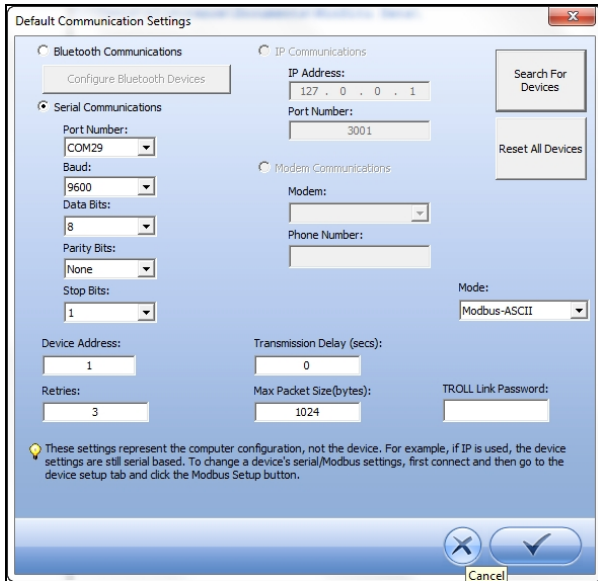 Default Communication Settings
Bluetooth Communications
Configure Bluetooth Devices
Serial Communications
Port Number:
COM29
Baud:
9600
Data Bits:
8
Parity Bits:
None
Stop Bits:
1
IP Communications
IP Address:
127 . 0 . 0 . 1
Port Number:
3001
Modem Communications
Modem:
Phone Number:
Search For
Devices
Reset All Devices
Mode:
Modbus-ASCII
Device Address:
1
Transmission Delay (secs):
0
Retries:
3
Max Packet Size(bytes):
1024
TROLL Link Password:
These settings represent the computer configuration, not the device. For example, if IP is used, the device
settings are still serial based. To change a device's serial/Modbus settings, first connect and then go to the
device setup tab and click the Modbus Setup button.
Cancel